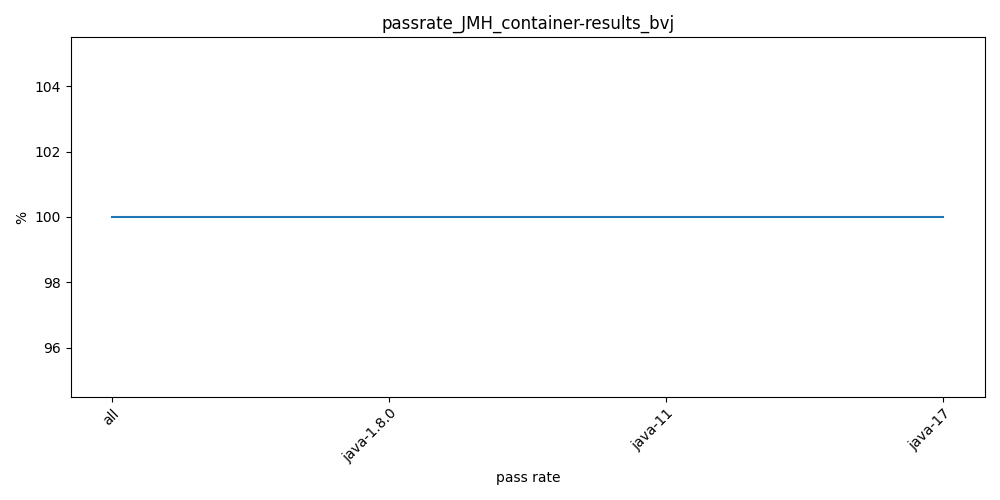 passrate_JMH_container-results_bvj
104
102
100
98
96
%
all
java-1.8.0
java-11
java-17
pass rate